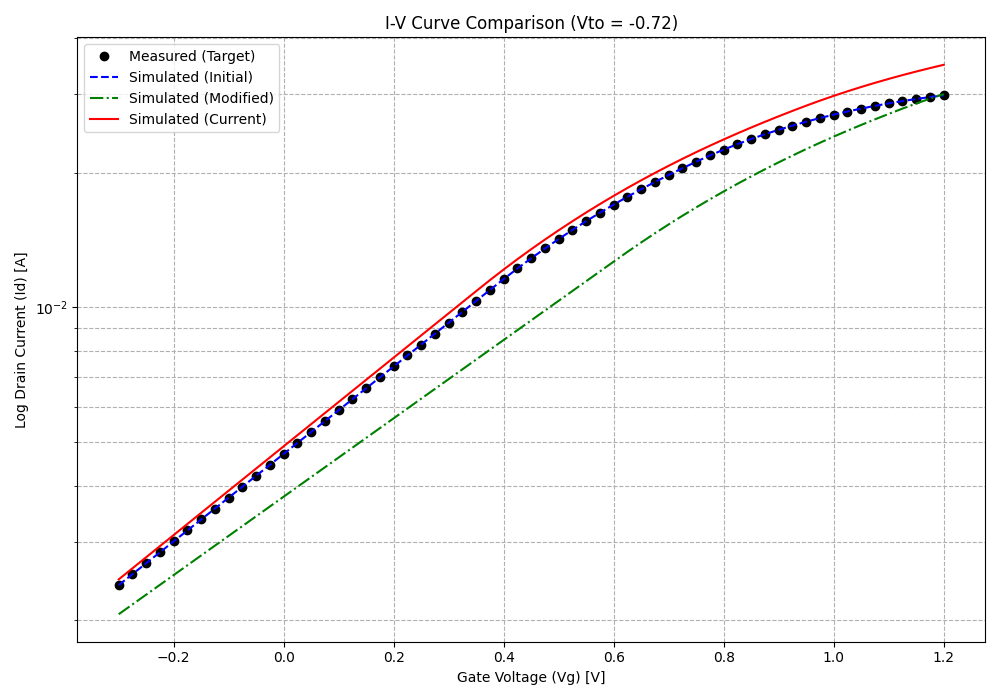 I-V Curve Comparison (Vto = -0.72)
Measured (Target)
Simulated (Initial)
Simulated (Modified)
Simulated (Current)
Log Drain Current (Id) [A]
10⁻²
−0.2 0.0 0.2 0.4 0.6 0.8 1.0 1.2
Gate Voltage (Vg) [V]